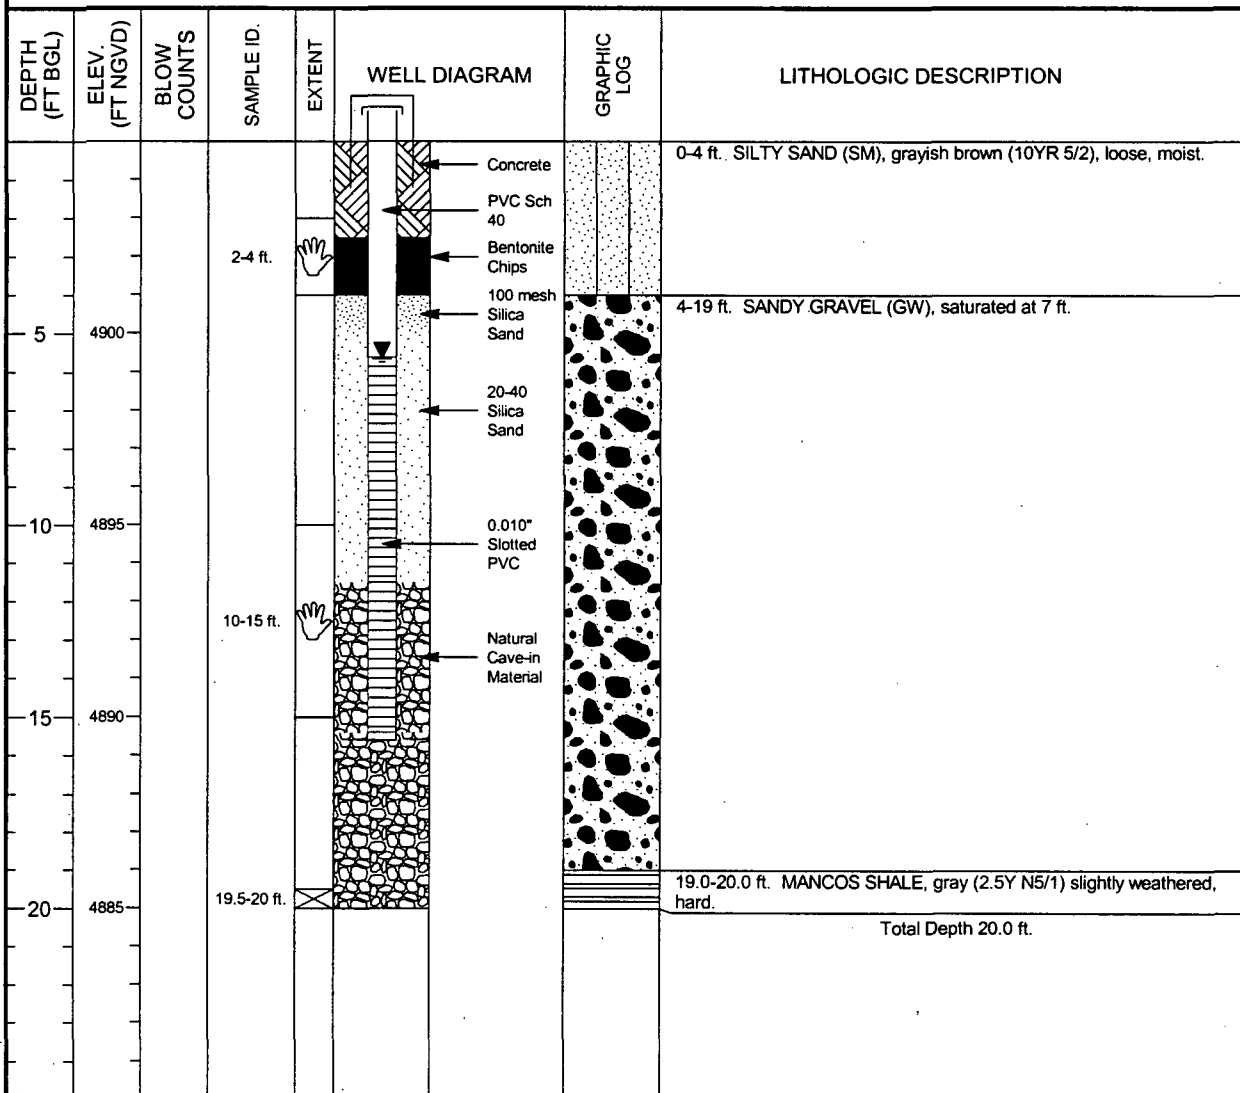 DEPTH
(FT BGL)
ELEV.
(FT NGVD)
BLOW
COUNTS
SAMPLE ID.
EXTENT
WELL DIAGRAM
GRAPHIC
LOG
LITHOLOGIC DESCRIPTION
0-4 ft. SILTY SAND (SM), grayish brown (10YR 5/2), loose, moist.
Concrete
PVC Sch
40
2-4 ft.
Bentonite
Chips
100 mesh
Silica
Sand
4-19 ft. SANDY GRAVEL (GW), saturated at 7 ft.
5
4900
20-40
Silica
Sand
10
4895
0.010"
Slotted
PVC
10-15 ft.
Natural
Cave-in
Material
15
4890
19.0-20.0 ft. MANCOS SHALE, gray (2.5Y N5/1) slightly weathered,
hard.
19.5-20 ft.
20
4885
Total Depth 20.0 ft.